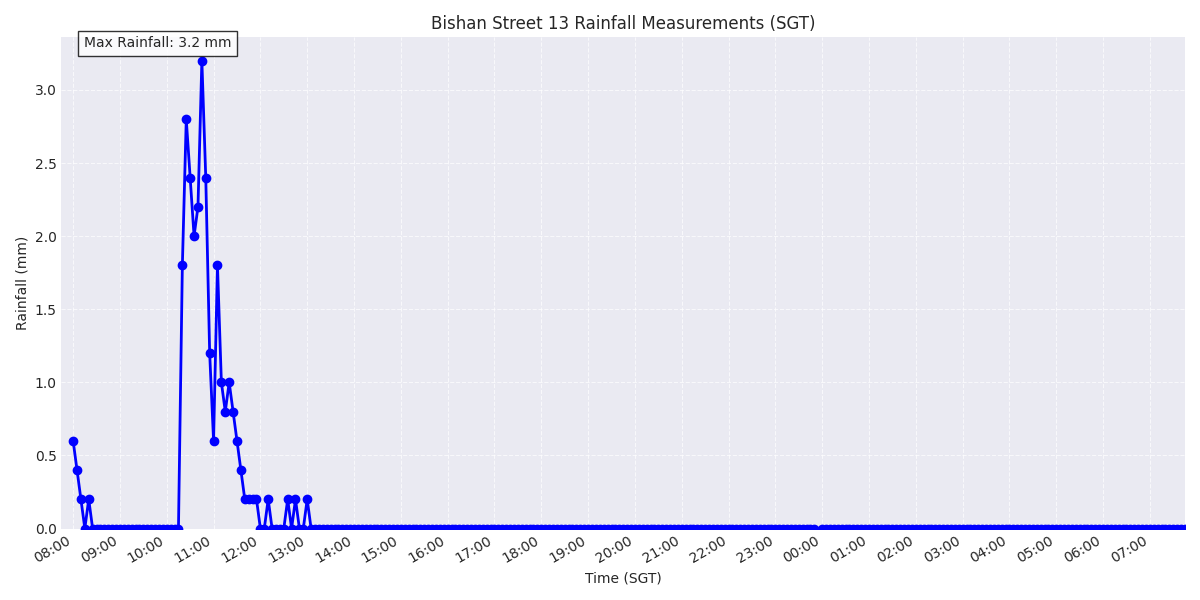 Bishan Street 13 Rainfall Measurements (SGT)
Max Rainfall: 3.2 mm
Rainfall (mm)
3.0
2.5
2.0
1.5
1.0
0.5
0.0
08:00 09:00 10:00 11:00 12:00 13:00 14:00 15:00 16:00 17:00 18:00 19:00 20:00 21:00 22:00 23:00 00:00 01:00 02:00 03:00 04:00 05:00 06:00 07:00
Time (SGT)